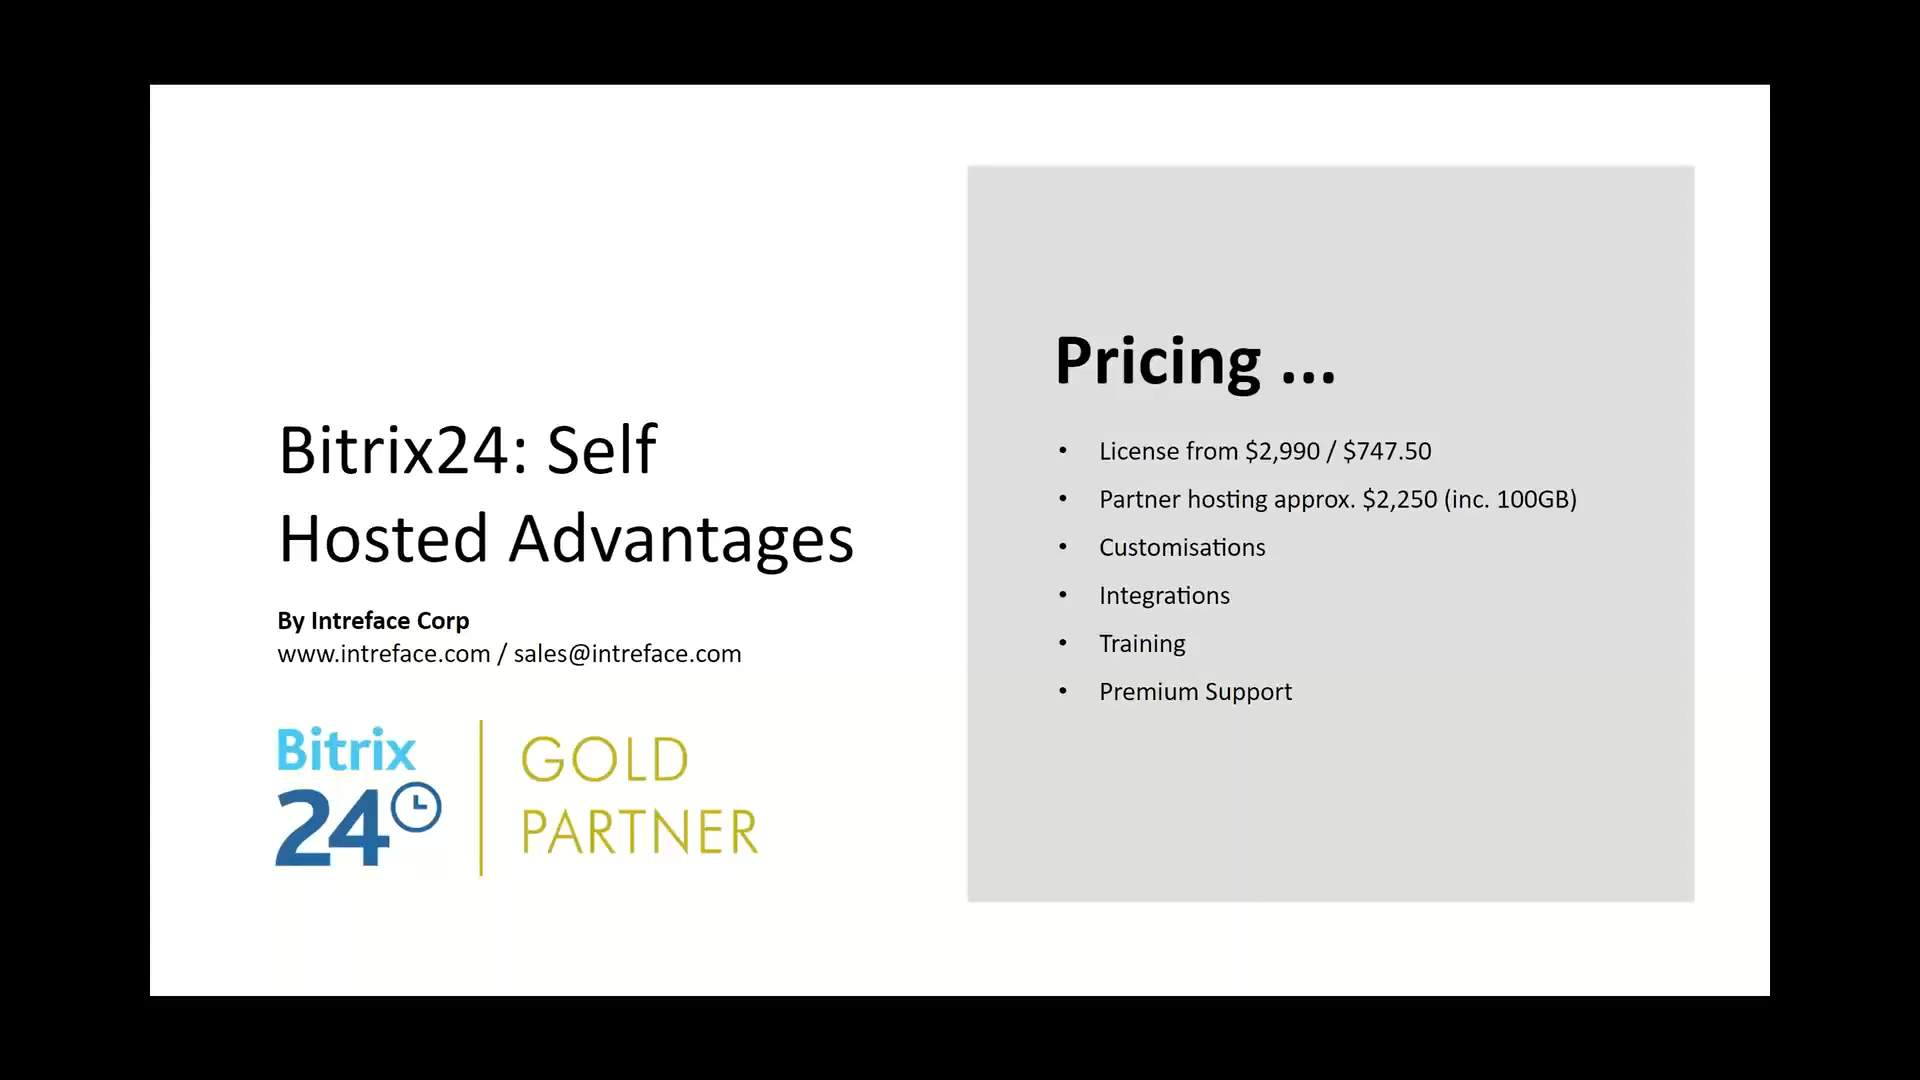 Bitrix24: Self
Hosted Advantages
By Intreface Corp
www.intreface.com / sales@intreface.com
Bitrix
24
GOLD
PARTNER
Pricing ...
• License from $2,990 / $747.50
• Partner hosting approx. $2,250 (inc. 100GB)
• Customisations
• Integrations
• Training
• Premium Support